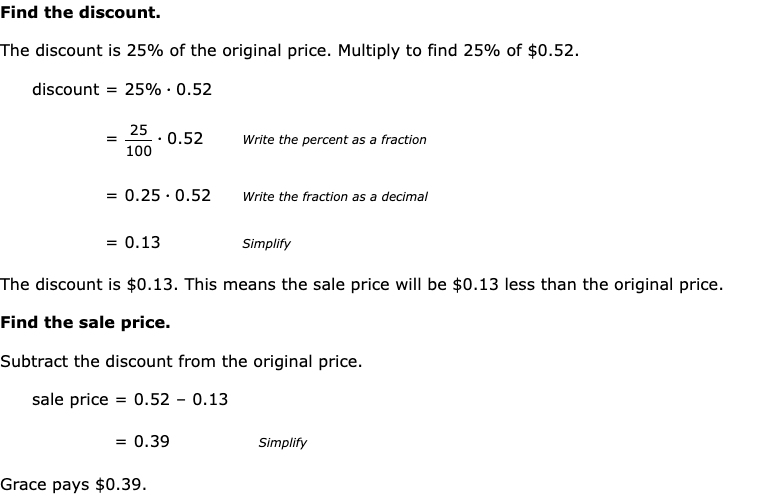 Find the discount.
The discount is 25% of the original price. Multiply to find 25% of $0.52.
discount = 25% · 0.52
= 25/100 · 0.52 Write the percent as a fraction
= 0.25 · 0.52 Write the fraction as a decimal
= 0.13 Simplify
The discount is $0.13. This means the sale price will be $0.13 less than the original price.
Find the sale price.
Subtract the discount from the original price.
sale price = 0.52 − 0.13
= 0.39 Simplify
Grace pays $0.39.